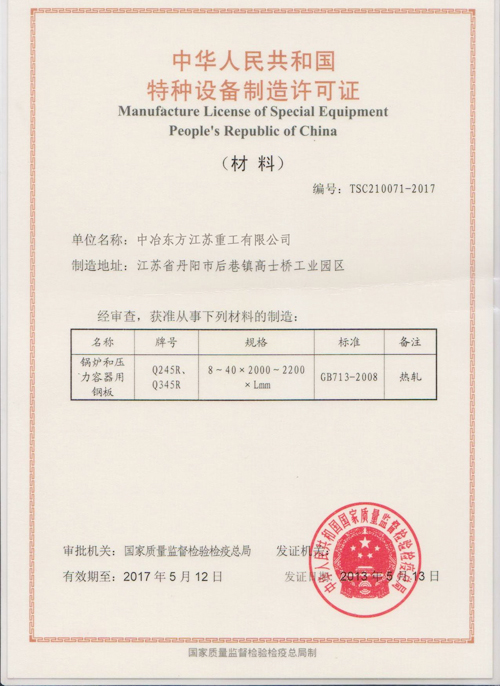 中华人民共和国
特种设备制造许可证
Manufacture License of Special Equipment
People's Republic of China
（材 料）
编号：TSC210071-2017
单位名称：中冶东方江苏重工有限公司
制造地址：江苏省丹阳市后巷镇高士桥工业园区
经审查，获准从事下列材料的制造：
名称 牌号 规格 标准 备注
锅炉和压
力容器用
钢板
Q245R、
Q345R
8～40×2000～2200
×Lmm
GB713-2008
热轧
中华人民共和国国家质量监督检验检疫总局
审批机关：国家质量监督检验检疫总局 发证机关：
有效期至：2017 年 5 月 12 日 发证日期 2013 年 5 月 13 日
国家质量监督检验检疫总局制